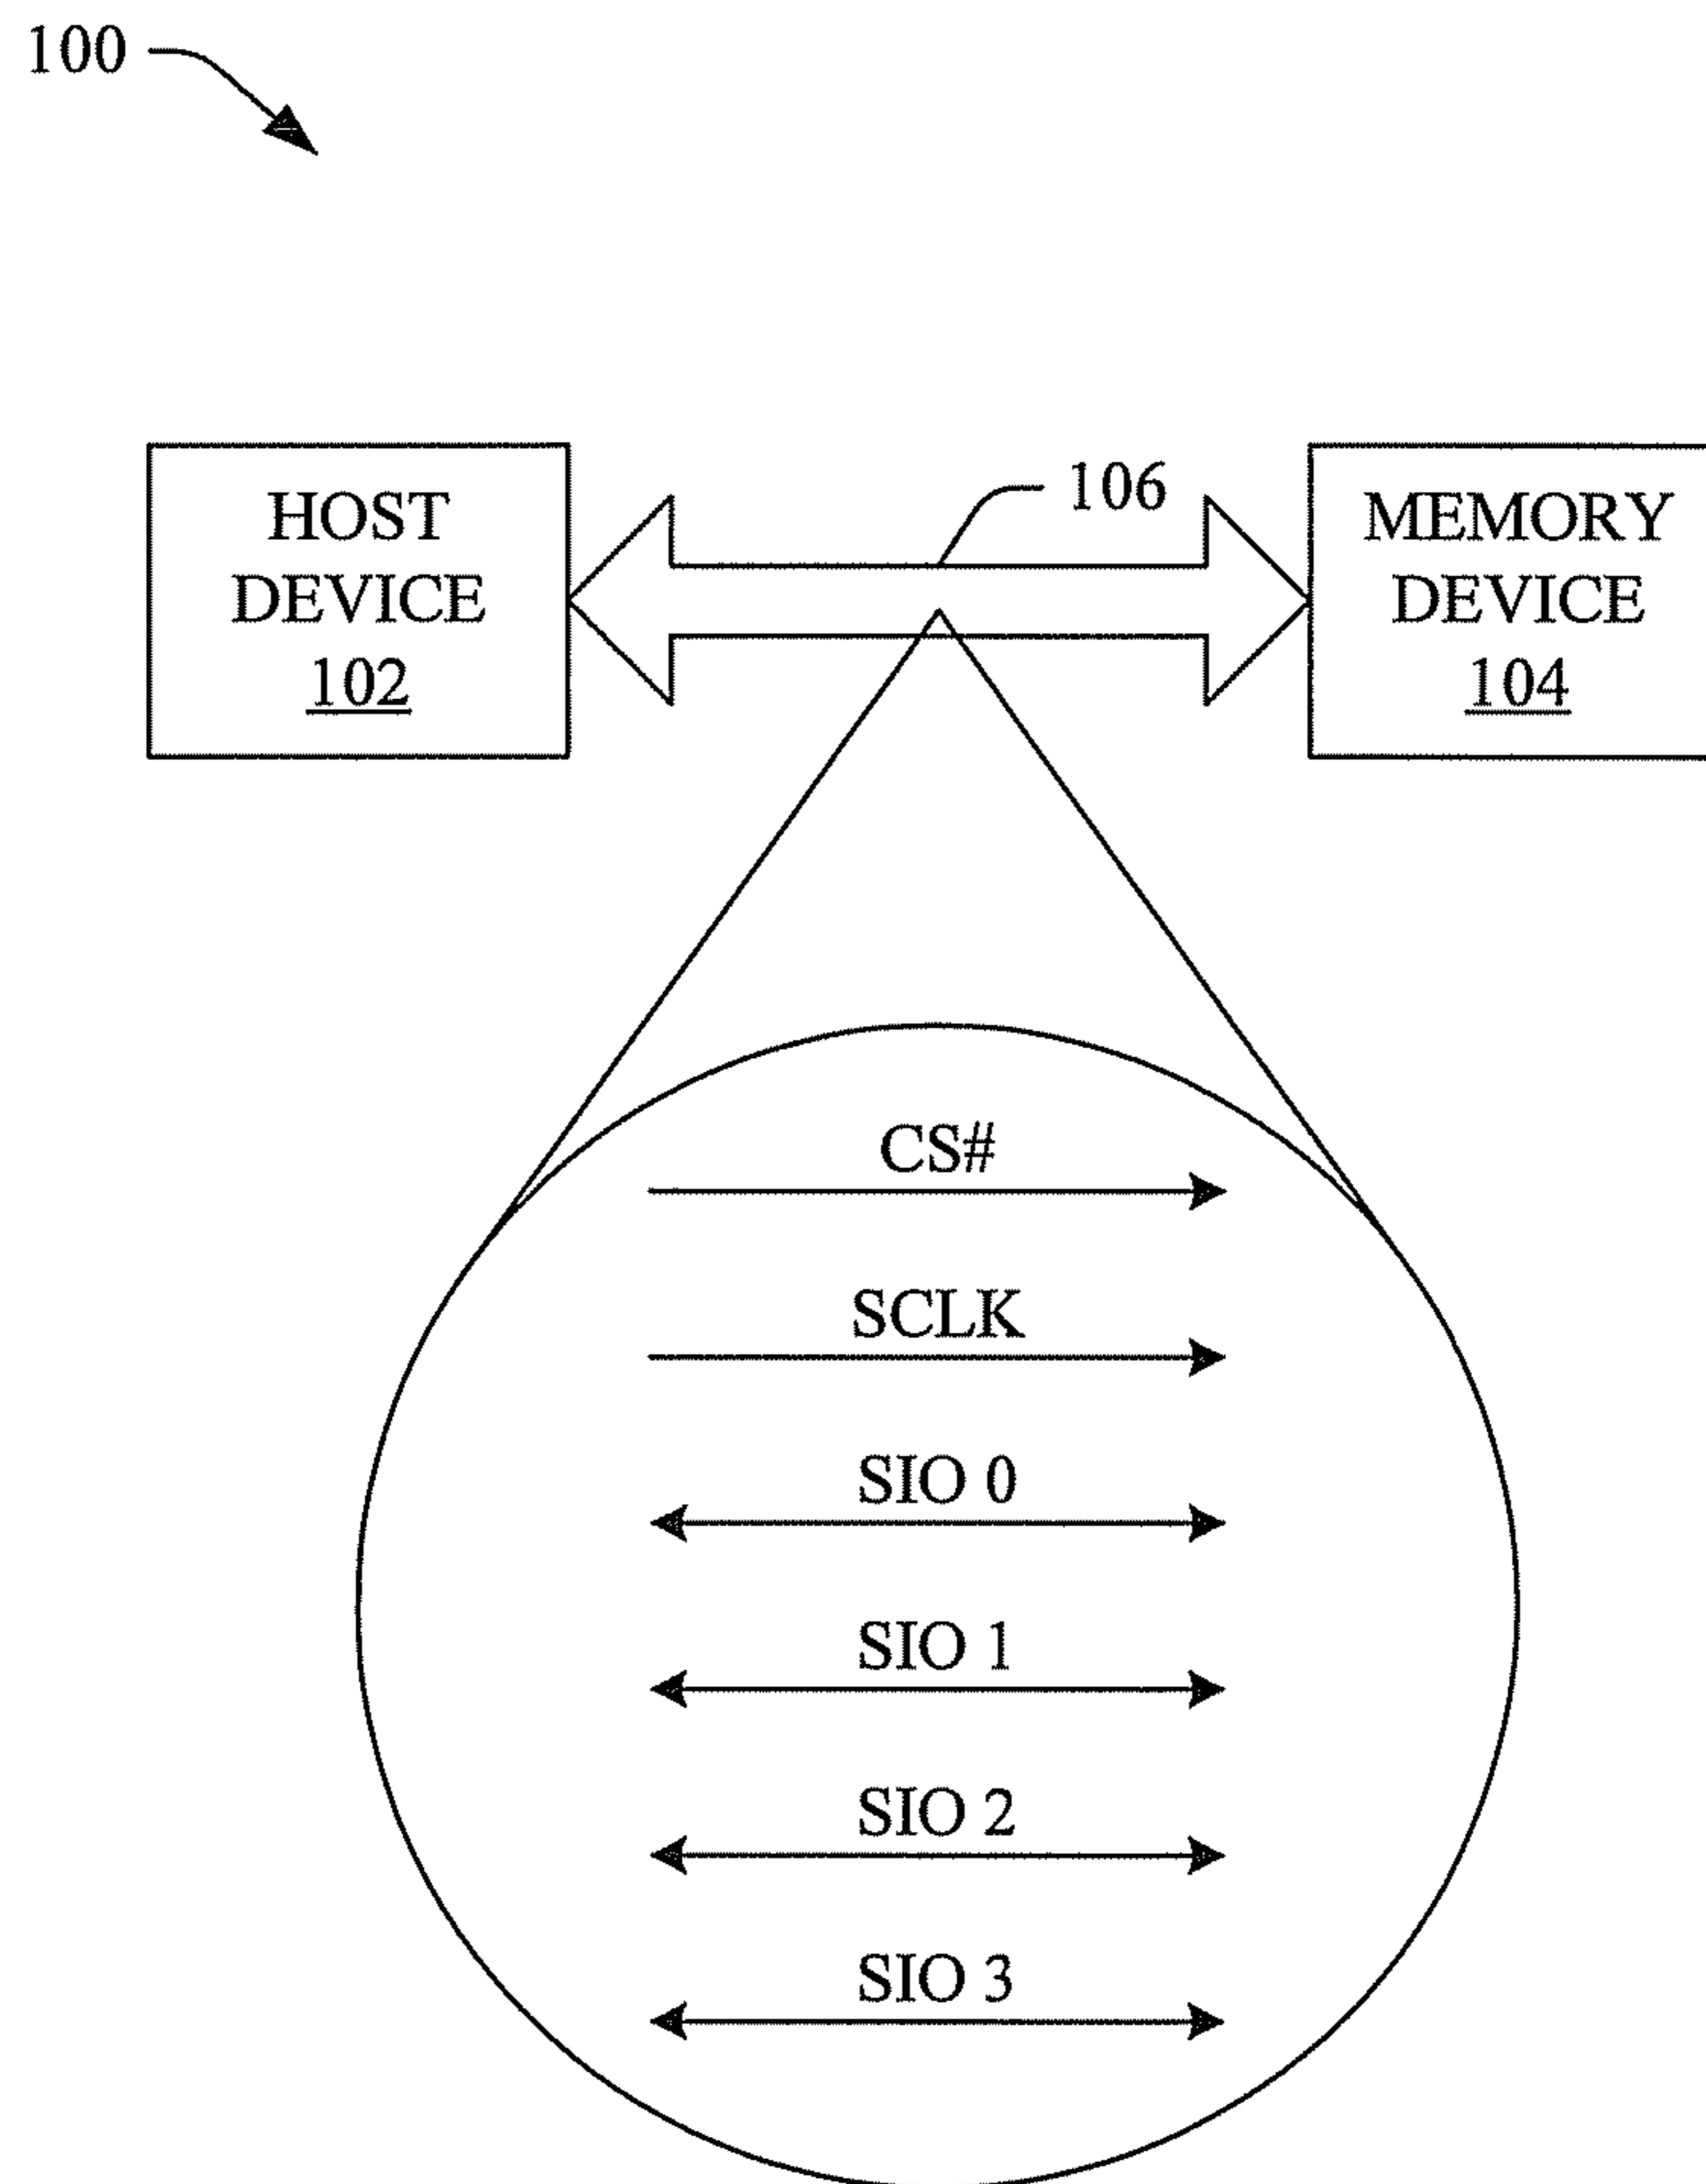 100
HOST
DEVICE
102
106
MEMORY
DEVICE
104
CS#
SCLK
SIO 0
SIO 1
SIO 2
SIO 3